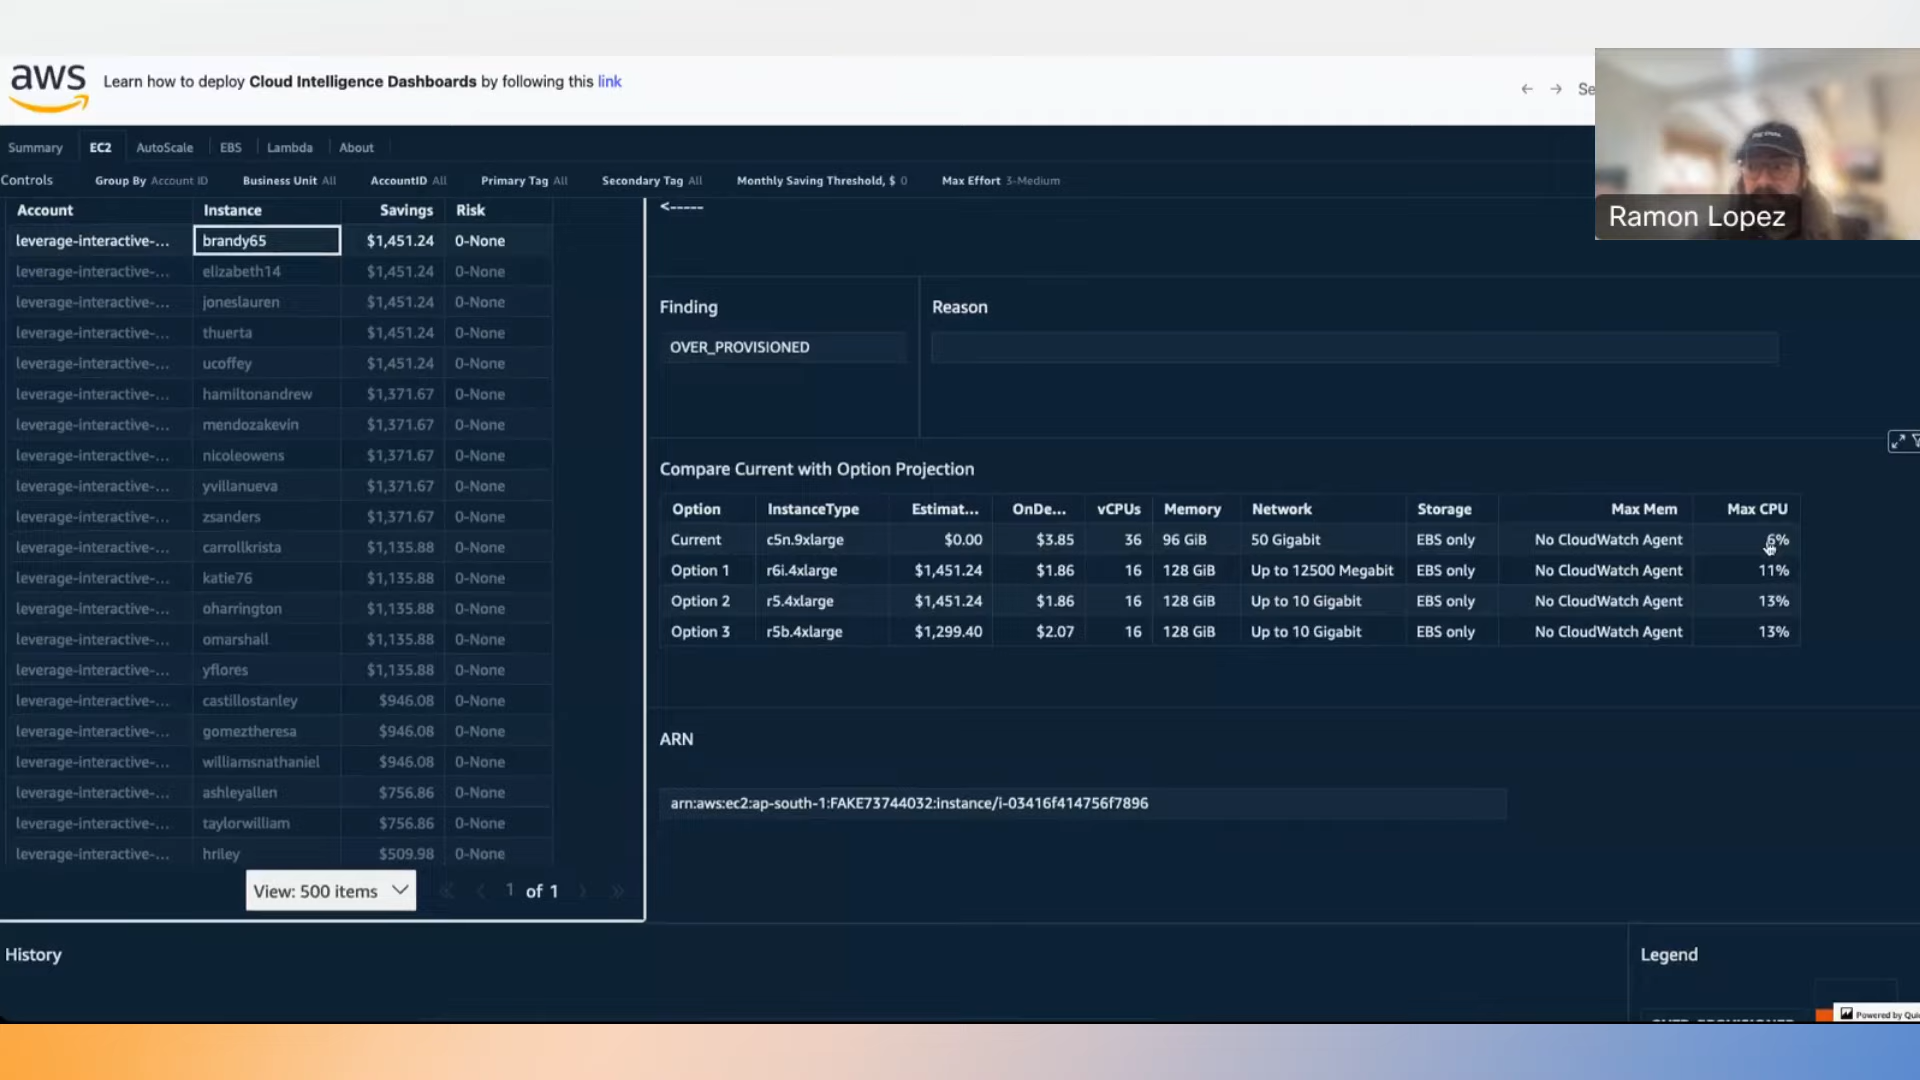 aws Learn how to deploy Cloud Intelligence Dashboards by following this link
← → Se
Ramon Lopez
Summary EC2 AutoScale EBS Lambda About
Controls Group By Account ID Business Unit All AccountID All Primary Tag All Secondary Tag All Monthly Saving Threshold, $ 0 Max Effort 3-Medium
Account Instance Savings Risk
leverage-interactive-... brandy65 $1,451.24 0-None
leverage-interactive-... elizabeth14 $1,451.24 0-None
leverage-interactive-... joneslauren $1,451.24 0-None
leverage-interactive-... thuerta $1,451.24 0-None
leverage-interactive-... ucoffey $1,451.24 0-None
leverage-interactive-... hamiltonandrew $1,371.67 0-None
leverage-interactive-... mendozakevin $1,371.67 0-None
leverage-interactive-... nicoleowens $1,371.67 0-None
leverage-interactive-... yvillanueva $1,371.67 0-None
leverage-interactive-... zsanders $1,371.67 0-None
leverage-interactive-... carrollkrista $1,135.88 0-None
leverage-interactive-... katie76 $1,135.88 0-None
leverage-interactive-... oharrington $1,135.88 0-None
leverage-interactive-... omarshall $1,135.88 0-None
leverage-interactive-... yflores $1,135.88 0-None
leverage-interactive-... castillostanley $946.08 0-None
leverage-interactive-... gomeztheresa $946.08 0-None
leverage-interactive-... williamsnathaniel $946.08 0-None
leverage-interactive-... ashleyallen $756.86 0-None
leverage-interactive-... taylorwilliam $756.86 0-None
leverage-interactive-... hriley $509.98 0-None
View: 500 items 1 of 1
<-----
Finding Reason
OVER_PROVISIONED
Compare Current with Option Projection
Option InstanceType Estimat... OnDe... vCPUs Memory Network Storage Max Mem Max CPU
Current c5n.9xlarge $0.00 $3.85 36 96 GiB 50 Gigabit EBS only No CloudWatch Agent 6%
Option 1 r6i.4xlarge $1,451.24 $1.86 16 128 GiB Up to 12500 Megabit EBS only No CloudWatch Agent 11%
Option 2 r5.4xlarge $1,451.24 $1.86 16 128 GiB Up to 10 Gigabit EBS only No CloudWatch Agent 13%
Option 3 r5b.4xlarge $1,299.40 $2.07 16 128 GiB Up to 10 Gigabit EBS only No CloudWatch Agent 13%
ARN
arn:aws:ec2:ap-south-1:FAKE73744032:instance/i-03416f414756f7896
History
Legend
OVER_PROVISIONED
Powered by Qui